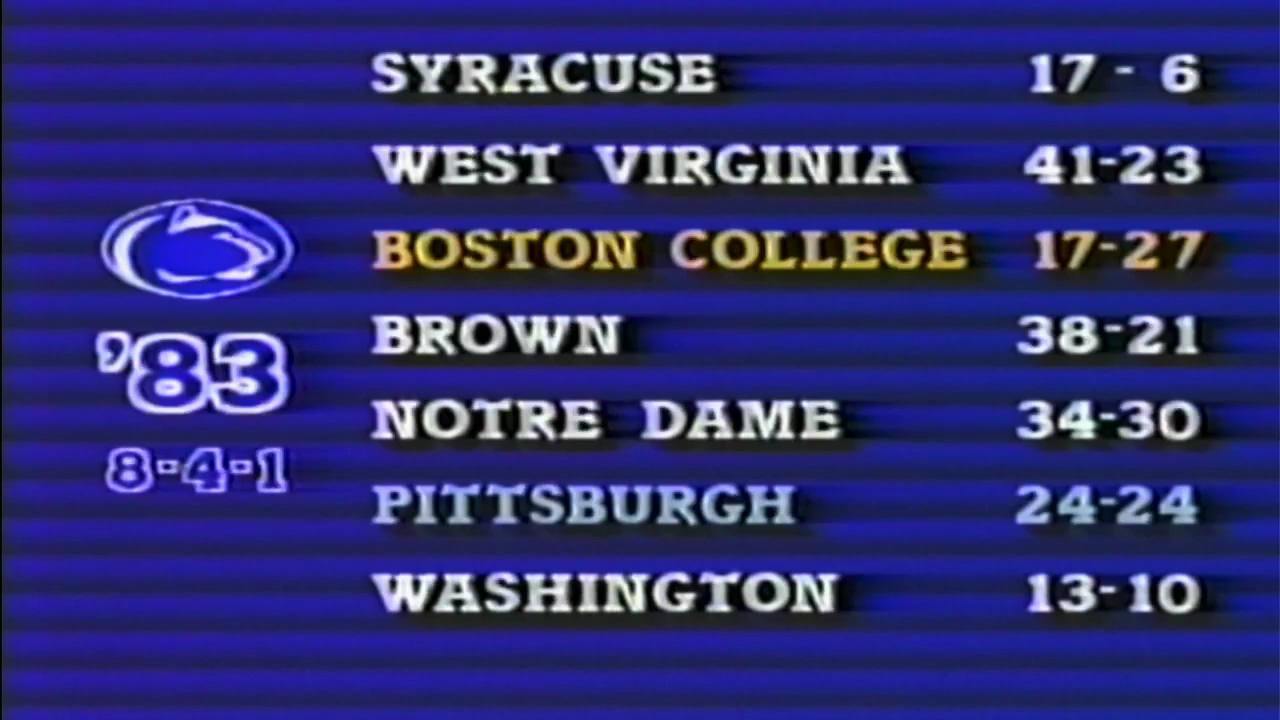 SYRACUSE 17 - 6
WEST VIRGINIA 41-23
BOSTON COLLEGE 17-27
'83
BROWN 38-21
NOTRE DAME 34-30
8-4-1
PITTSBURGH 24-24
WASHINGTON 13-10